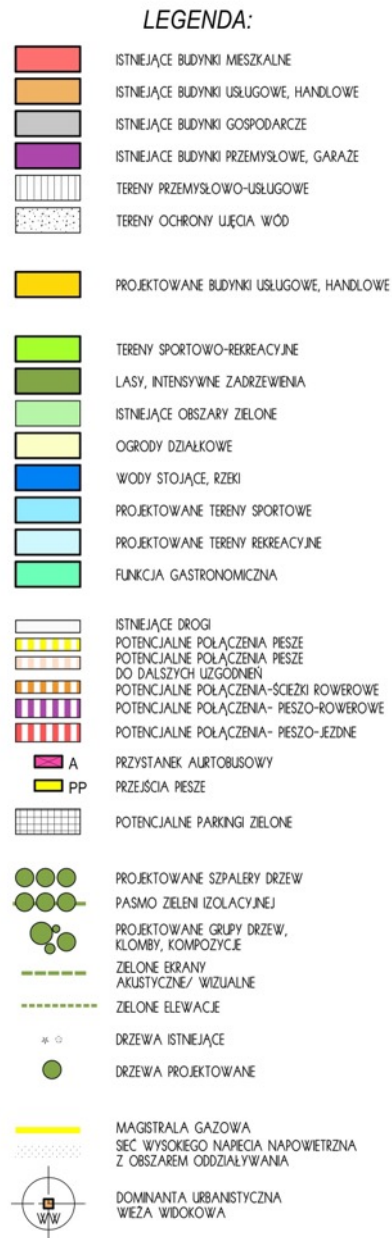 LEGENDA:
ISTNIEJĄCE BUDYNKI MIESZKALNE
ISTNIEJĄCE BUDYNKI USŁUGOWE, HANDLOWE
ISTNIEJĄCE BUDYNKI GOSPODARCZE
ISTNIEJACE BUDYNKI PRZEMYSŁOWE, GARAŻE
TERENY PRZEMYSŁOWO-USŁUGOWE
TERENY OCHRONY UJĘCIA WÓD
PROJEKTOWANE BUDYNKI USŁUGOWE, HANDLOWE
TERENY SPORTOWO-REKREACYJNE
LASY, INTENSYWNE ZADRZEWIENIA
ISTNIEJĄCE OBSZARY ZIELONE
OGRODY DZIAŁKOWE
WODY STOJĄCE, RZEKI
PROJEKTOWANE TERENY SPORTOWE
PROJEKTOWANE TERENY REKREACYJNE
FUNKCJA GASTRONOMICZNA
ISTNIEJĄCE DROGI
POTENCJALNE POŁĄCZENIA PIESZE
POTENCJALNE POŁĄCZENIA PIESZE
DO DALSZYCH UZGÓDNIEŃ
POTENCJALNE POŁĄCZENIA-ŚCIEŻKI ROWEROWE
POTENCJALNE POŁĄCZENIA- PIESZO-ROWEROWE
POTENCJALNE POŁĄCZENIA- PIESZO-JEZDNE
A PRZYSTANEK AURTOBUSOWY
PP PRZEJŚCIA PIESZE
POTENCJALNE PARKINGI ZIELONE
PROJEKTOWANE SZPALERY DRZEW
PASMO ZIELENI IZOLACYJNEJ
PROJEKTOWANE GRUPY DRZEW,
KLOMBY, KOMPOZYCJE
ZIELONE EKRANY
AKUSTYCZNE/ WIZUALNE
ZIELONE ELEWACJE
DRZEWA ISTNIEJĄCE
DRZEWA PROJEKTOWANE
MAGISTRALA GAZOWA
SIEĆ WYSOKIEGO NAPIECIA NAPOWIETRZNA
Z OBSZAREM ODDZIAŁYWANIA
DOMINANTA URBANISTYCZNA
WIEŻA WIDOKOWA
WW